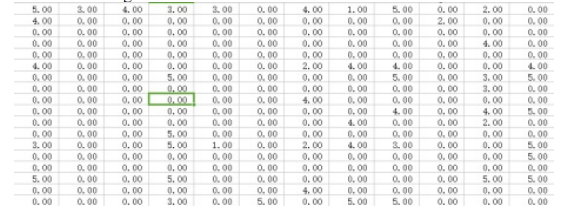 5.00 3.00 4.00 3.00 3.00 0.00 4.00 1.00 5.00 0.00 2.00 0.00
4.00 0.00 0.00 0.00 0.00 0.00 0.00 0.00 0.00 2.00 0.00 0.00
0.00 0.00 0.00 0.00 0.00 0.00 0.00 0.00 0.00 0.00 0.00 0.00
0.00 0.00 0.00 0.00 0.00 0.00 0.00 0.00 0.00 0.00 4.00 0.00
0.00 0.00 0.00 0.00 0.00 0.00 0.00 0.00 0.00 0.00 0.00 0.00
4.00 0.00 0.00 0.00 0.00 0.00 2.00 4.00 4.00 0.00 0.00 4.00
0.00 0.00 0.00 5.00 0.00 0.00 0.00 0.00 5.00 0.00 3.00 5.00
0.00 0.00 0.00 0.00 0.00 0.00 0.00 0.00 0.00 0.00 3.00 0.00
0.00 0.00 0.00 0.00 0.00 0.00 4.00 0.00 0.00 0.00 0.00 0.00
0.00 0.00 0.00 0.00 0.00 0.00 0.00 0.00 4.00 0.00 4.00 5.00
0.00 0.00 0.00 0.00 0.00 0.00 0.00 4.00 0.00 0.00 2.00 0.00
0.00 0.00 0.00 5.00 0.00 0.00 0.00 0.00 0.00 0.00 0.00 0.00
3.00 0.00 0.00 5.00 1.00 0.00 2.00 4.00 3.00 0.00 0.00 5.00
0.00 0.00 0.00 0.00 0.00 0.00 0.00 0.00 0.00 0.00 0.00 5.00
0.00 0.00 0.00 0.00 0.00 0.00 0.00 0.00 0.00 0.00 0.00 0.00
5.00 0.00 0.00 5.00 0.00 0.00 0.00 0.00 0.00 0.00 5.00 5.00
0.00 0.00 0.00 0.00 0.00 0.00 4.00 0.00 0.00 0.00 0.00 0.00
0.00 0.00 0.00 3.00 0.00 5.00 0.00 5.00 5.00 0.00 0.00 0.00